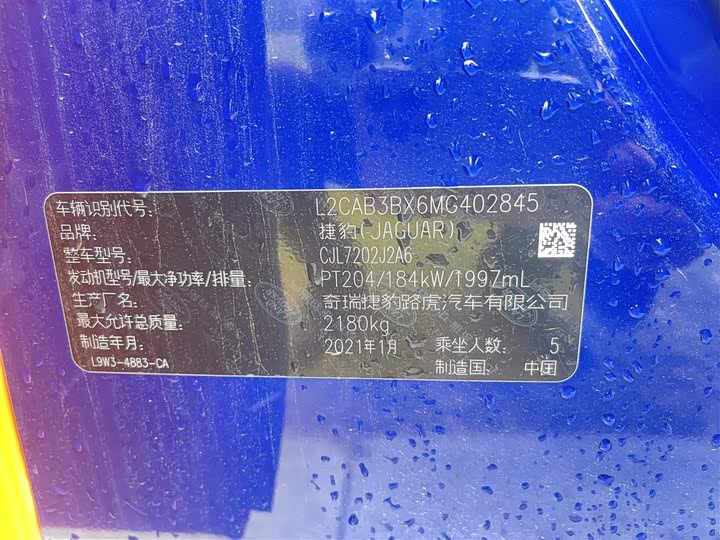 车辆识别代号: L2CAB3BX6MG402845
品牌: 捷豹(JAGUAR)
整车型号: CJL7202J2A6
发动机型号/最大净功率/排量: PT204/184kW/1997mL
生产厂名: 奇瑞捷豹路虎汽车有限公司
最大允许总质量: 2180kg
制造年月: 2021年1月 乘坐人数: 5
L9W3-4883-CA 制造国: 中国